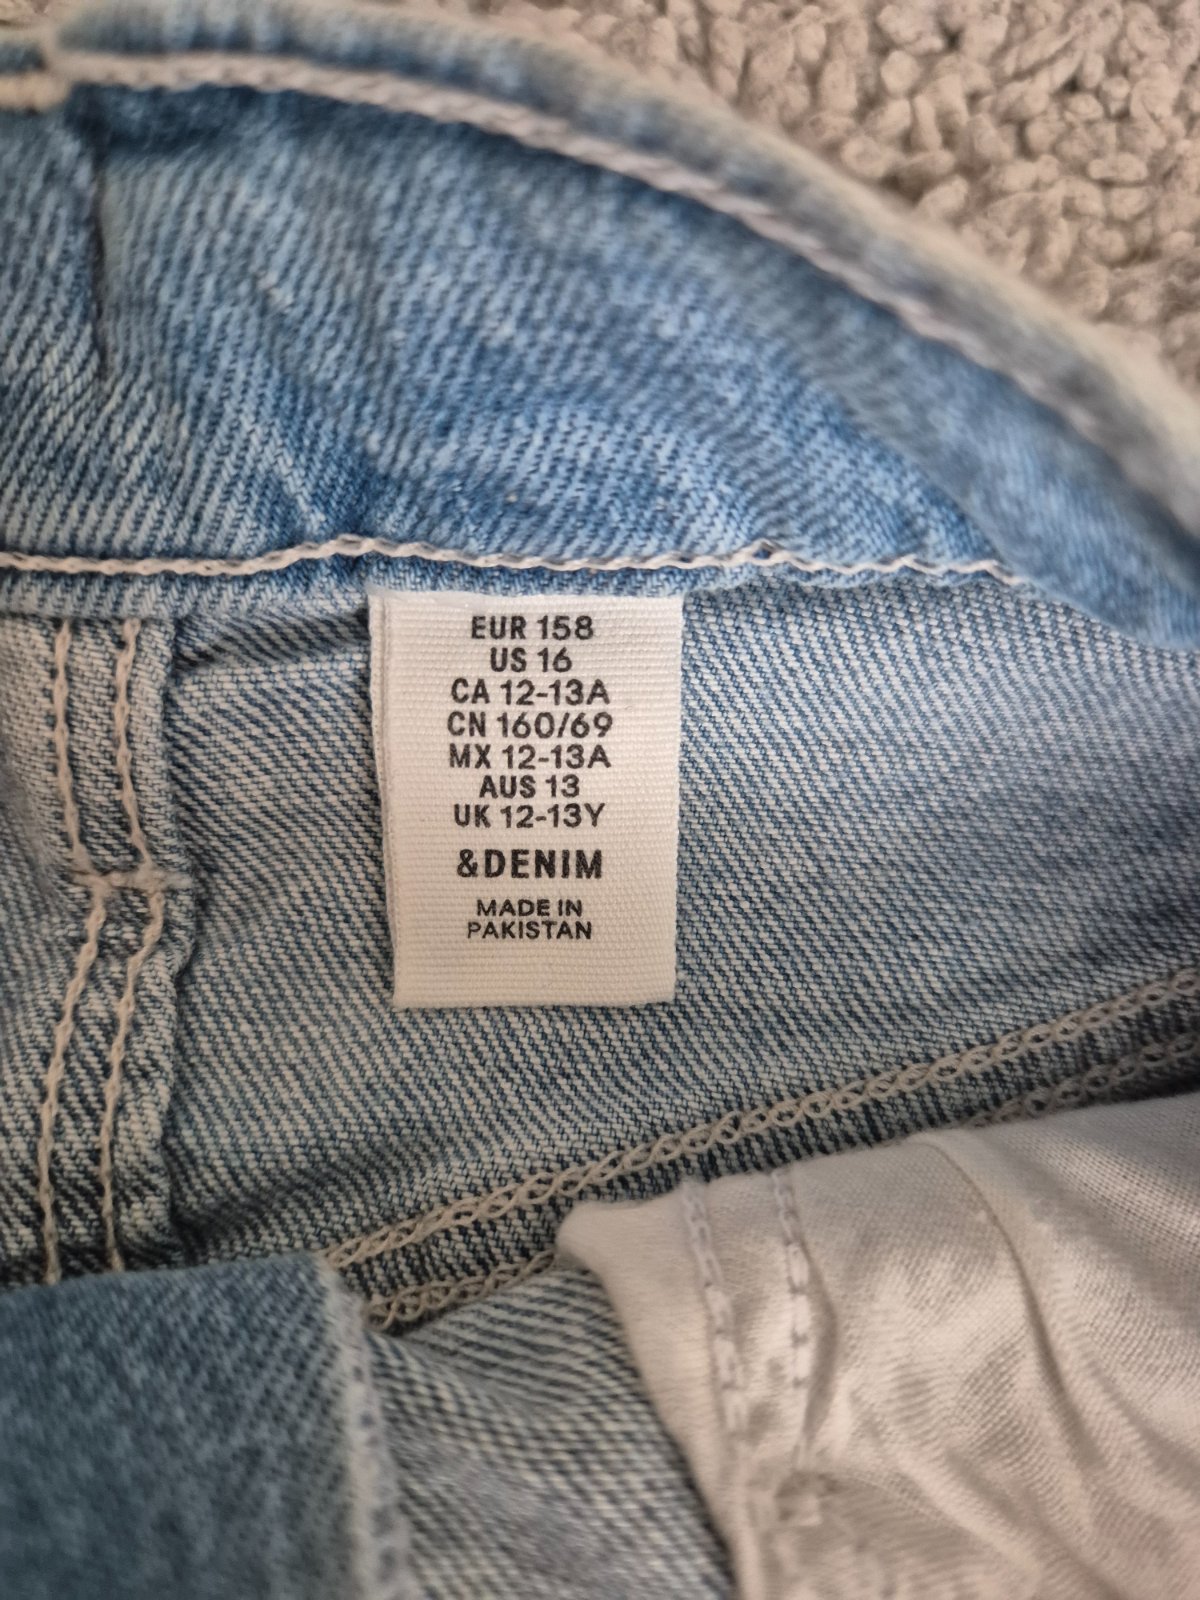 EUR 158
US 16
CA 12-13A
CN 160/69
MX 12-13A
AUS 13
UK 12-13Y
&DENIM
MADE IN
PAKISTAN